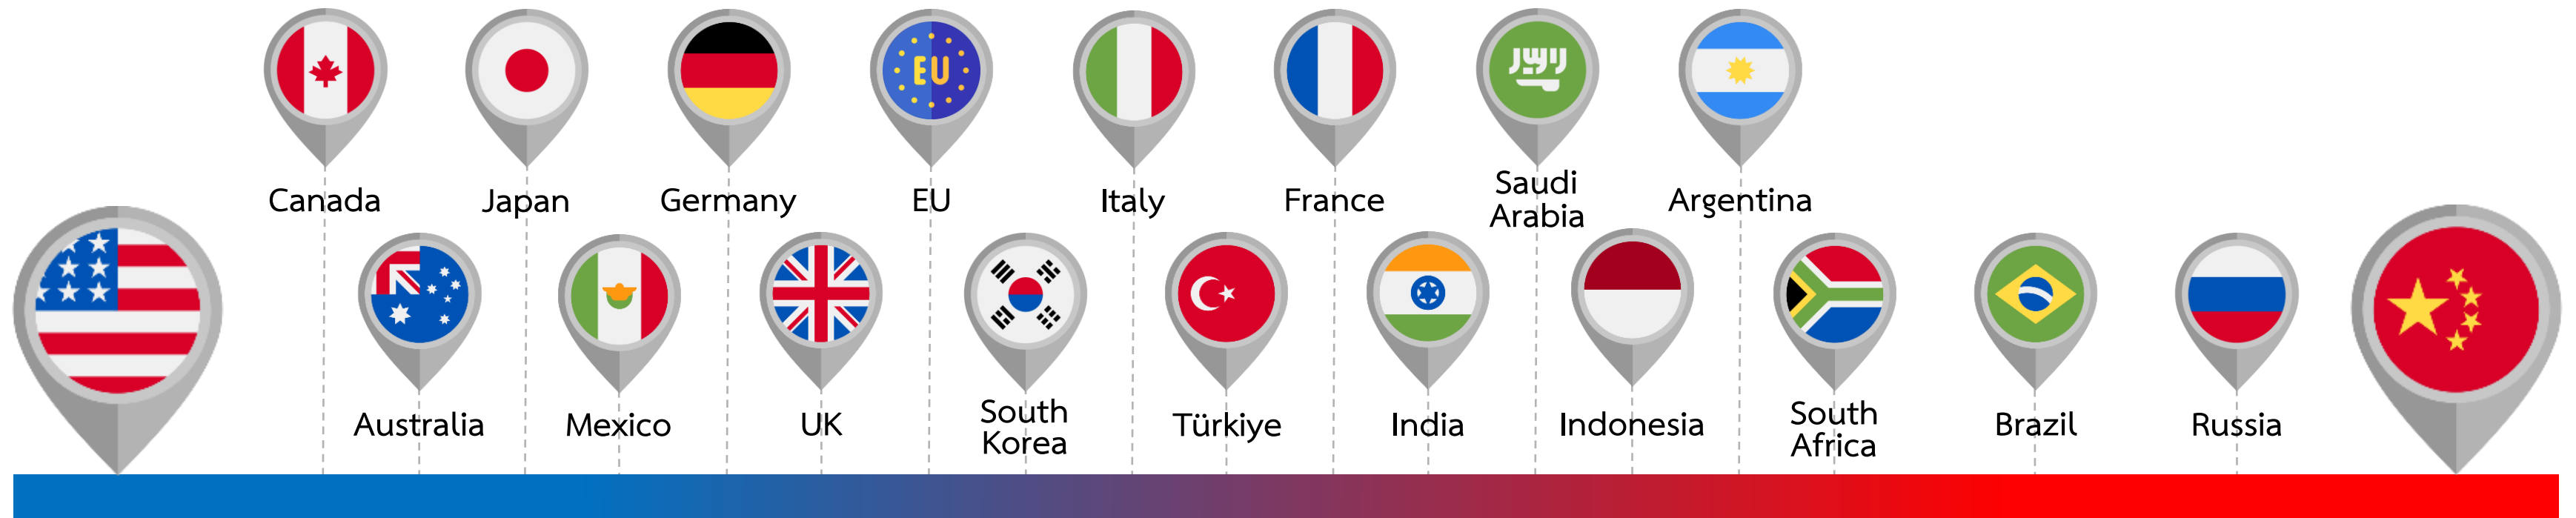 EU
Canada
Japan
Germany
EU
Italy
France
Saudi
Arabia
Argentina
Australia
Mexico
UK
South
Korea
Türkiye
India
Indonesia
South
Africa
Brazil
Russia